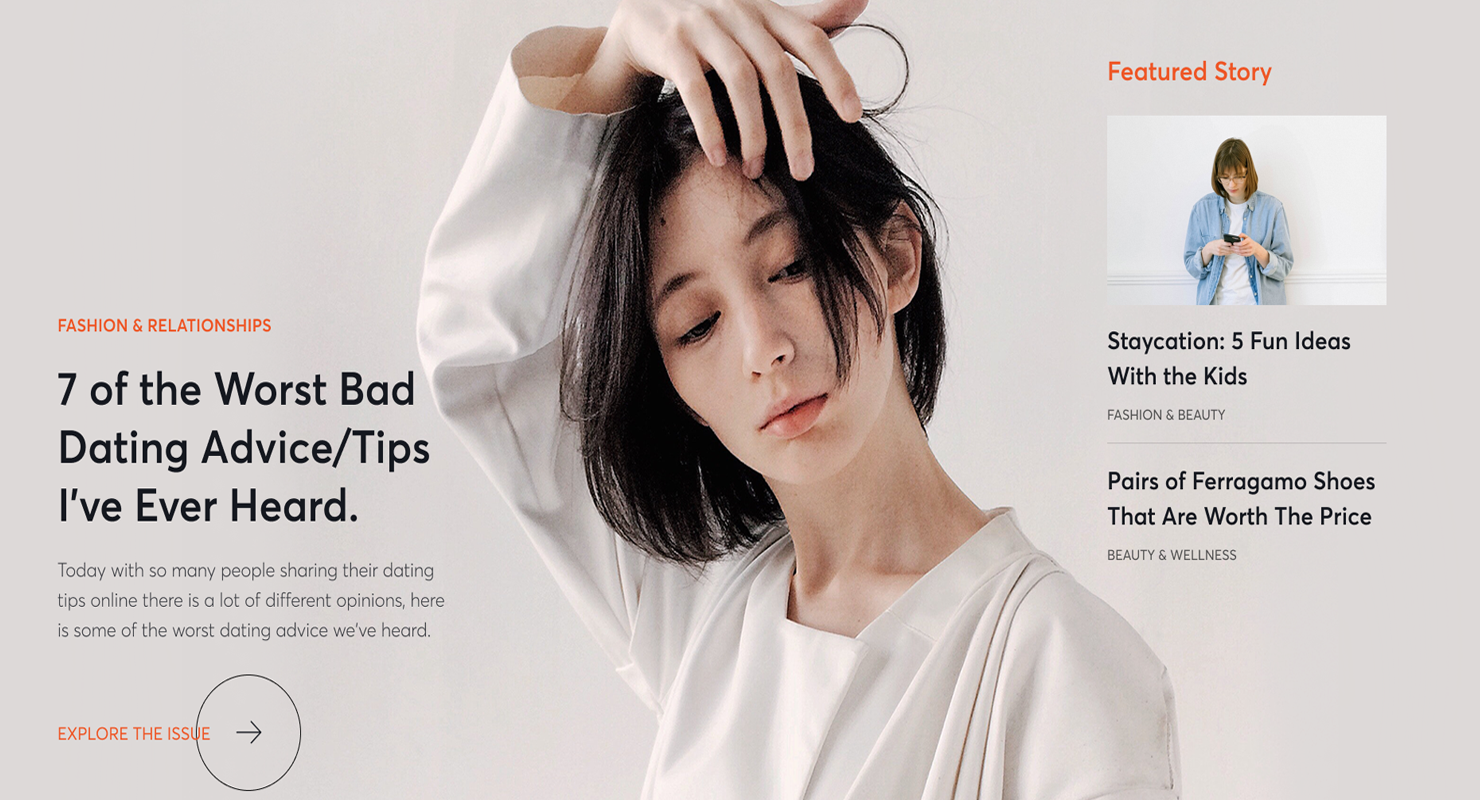 FASHION & RELATIONSHIPS
7 of the Worst Bad
Dating Advice/Tips
I've Ever Heard.
Today with so many people sharing their dating
tips online there is a lot of different opinions, here
is some of the worst dating advice we've heard.
EXPLORE THE ISSUE
Featured Story
Staycation: 5 Fun Ideas
With the Kids
FASHION & BEAUTY
Pairs of Ferragamo Shoes
That Are Worth The Price
BEAUTY & WELLNESS